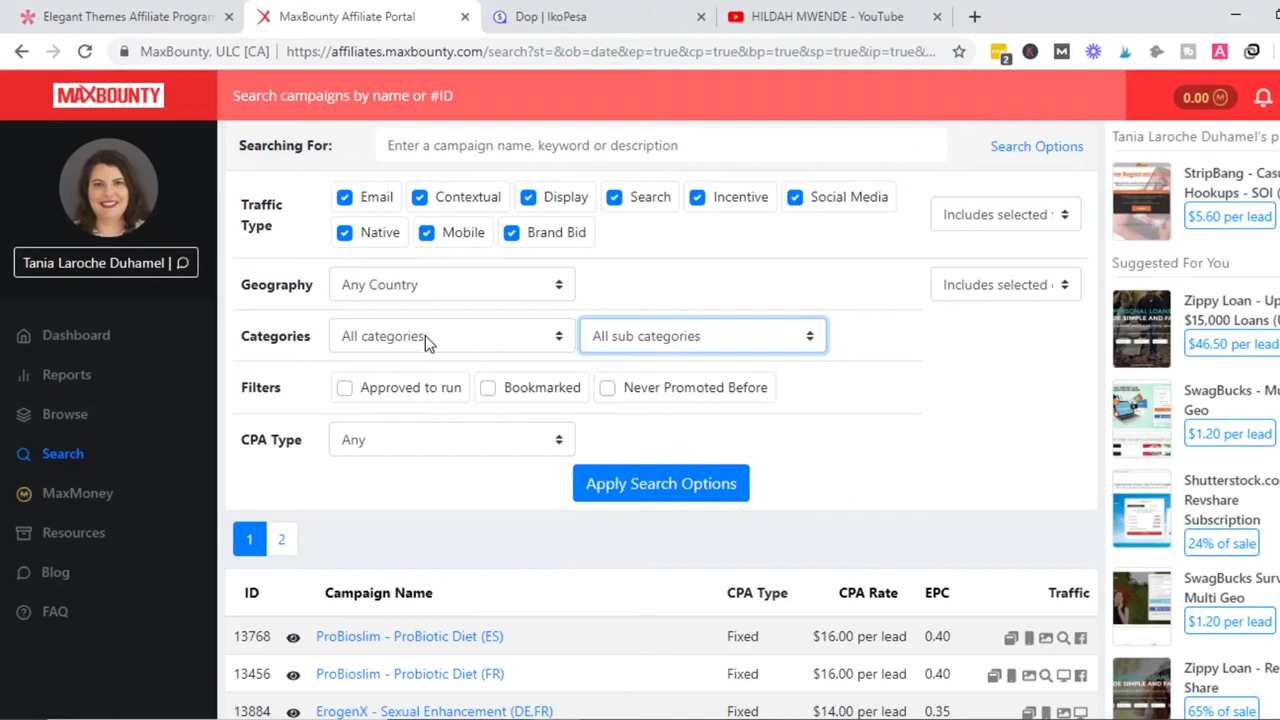 Elegant Themes Affiliate Program
MaxBounty Affiliate Portal
Dop | IkoPesa
HILDAH MWENDE - YouTube
MaxBounty, ULC [CA]
https://affiliates.maxbounty.com/search?st=&ob=date&ep=true&cp=true&bp=true&ss=true&ip=true&...
2
MAXBOUNTY
Search campaigns by name or #ID
0.00
Searching For:
Enter a campaign name, keyword or description
Search Options
Traffic Type
Email
Contextual
Display
Search
Incentive
Social Media
Native
Mobile
Brand Bid
Includes selected
Geography
Any Country
Includes selected
Categories
All categories
All sub categories
Filters
Approved to run
Bookmarked
Never Promoted Before
CPA Type
Any
Apply Search Options
1
2
ID
Campaign Name
CPA Type
CPA Rate
EPC
Traffic
13768
ProBioslim - ProBiotic Diet (ES)
Fixed
$16.00 per lead
0.40
13456
ProBioslim - Probiotic Diet (FR)
Fixed
$16.00 per lead
0.40
ErogenX - Sexual
(DE,FR)
Fixed
$14.00 per lead
0.35
Tania Laroche Duhamel |
Dashboard
Reports
Browse
Search
MaxMoney
Resources
Blog
FAQ
Tania Laroche Duhamel's p
StripBang - Casu
Hookups - SOI
$5.60 per lead
Suggested For You
Zippy Loan - Up
$15,000 Loans (U
$46.50 per lead
SwagBucks - Mu
Geo
$1.20 per lead
Shutterstock.com
Revshare
Subscription
24% of sale
SwagBucks Surv
Multi Geo
$1.20 per lead
Zippy Loan - Re
Share
65% of sale